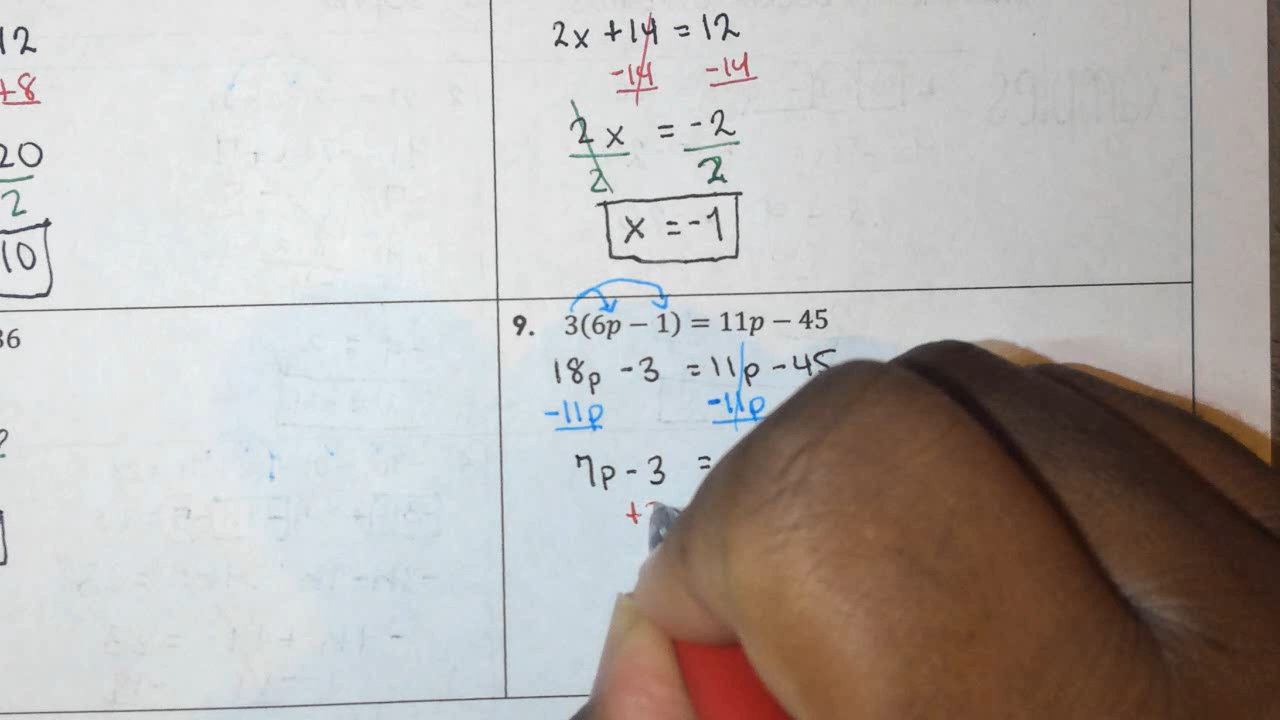 12
+8
20
2
10
36
?
2x + 14 = 12
-14 -14
2x = -2
2 2
x = -1
9. 3(6p − 1) = 11p − 45
18p - 3 = 11p - 45
-11p -11p
7p - 3 =
+